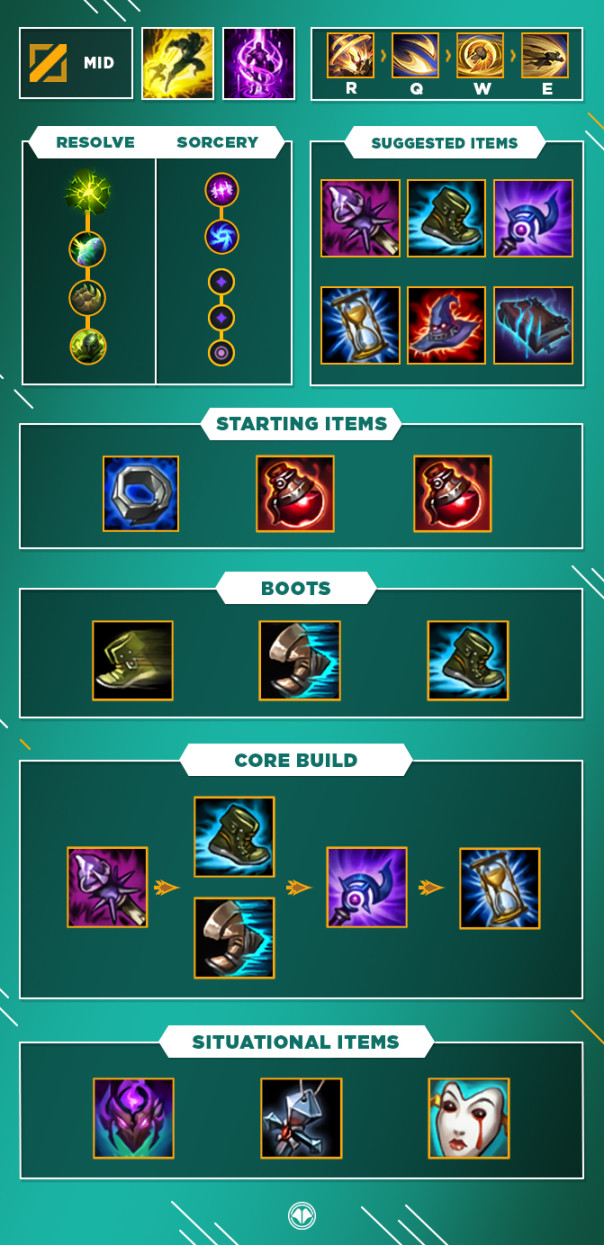 MID
R Q W E
RESOLVE SORCERY
SUGGESTED ITEMS
STARTING ITEMS
BOOTS
CORE BUILD
SITUATIONAL ITEMS